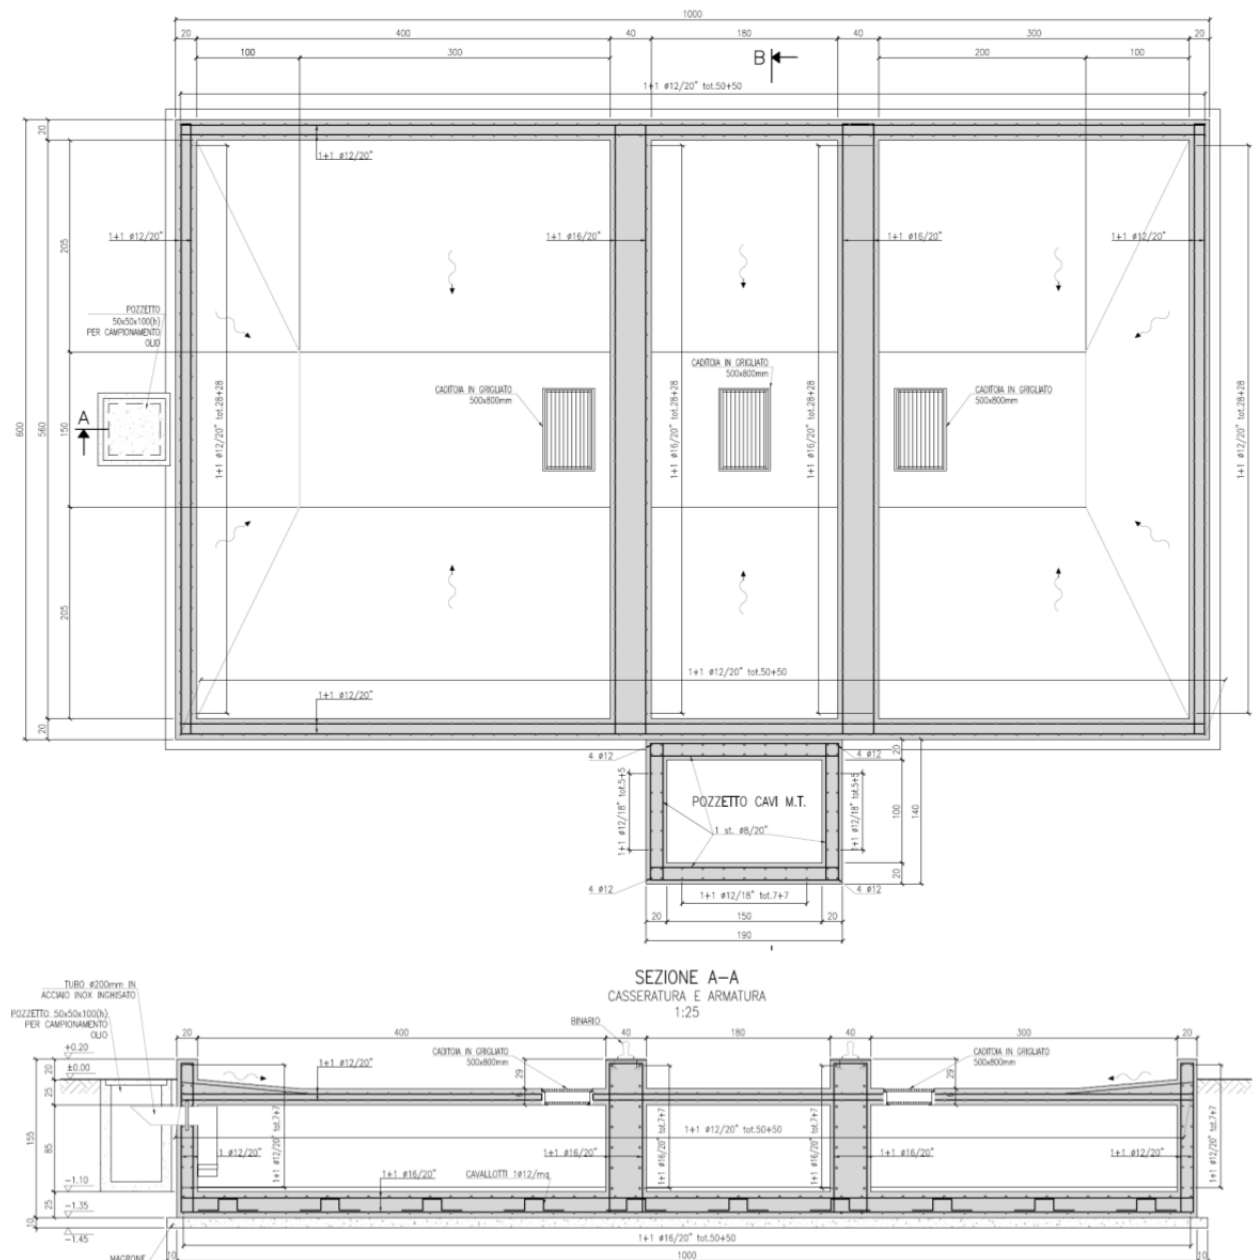 1000
20
400
40
180
40
300
20
100
300
B
200
100
1+1 ø12/20" tot.50+50
20
1+1 ø12/20"
205
1+1 ø12/20"
1+1 ø16/20"
1+1 ø16/20"
1+1 ø12/20"
POZZETTO
50x50x100(h)
PER CAMPIONAMENTO
OLIO
CADITOIA IN GRIGLIATO
500x800mm
CADITOIA IN GRIGLIATO
500x800mm
CADITOIA IN GRIGLIATO
500x800mm
A
600
560
150
1+1 ø12/20" tot.28+28
1+1 ø16/20" tot.28+28
1+1 ø16/20" tot.28+28
1+1 ø12/20" tot.28+28
205
1+1 ø12/20" tot.50+50
1+1 ø12/20"
20
4 ø12
4 ø12
20
1+1 ø12/18" tot.5+5
POZZETTO CAVI M.T.
1+1 ø12/18" tot.5+5
100
140
1 st. ø8/20"
4 ø12
4 ø12
20
1+1 ø12/18" tot.7+7
20
150
20
190
SEZIONE A-A
CASSERATURA E ARMATURA
1:25
TUBO ø200mm IN
ACCIAIO INOX INGHISATO
POZZETTO 50x50x100(h)
PER CAMPIONAMENTO
OLIO
BINARIO
20
400
40
180
40
300
20
+0.20
±0.00
1+1 ø12/20"
CADITOIA IN GRIGLIATO
500x800mm
CADITOIA IN GRIGLIATO
500x800mm
20
29
29
25
155
85
1+1 ø12/20" tot.50+50
1+1 ø12/20" tot.7+7
1+1 ø16/20" tot.7+7
1+1 ø16/20" tot.7+7
1+1 ø12/20" tot.7+7
1 ø12/20"
1+1 ø16/20"
1+1 ø16/20"
1+1 ø12/20"
1+1 ø16/20"
CAVALLOTTI 1ø12/mq
-1.10
25
-1.35
10
-1.45
1+1 ø16/20" tot.50+50
MAGRONE
10
1000
10